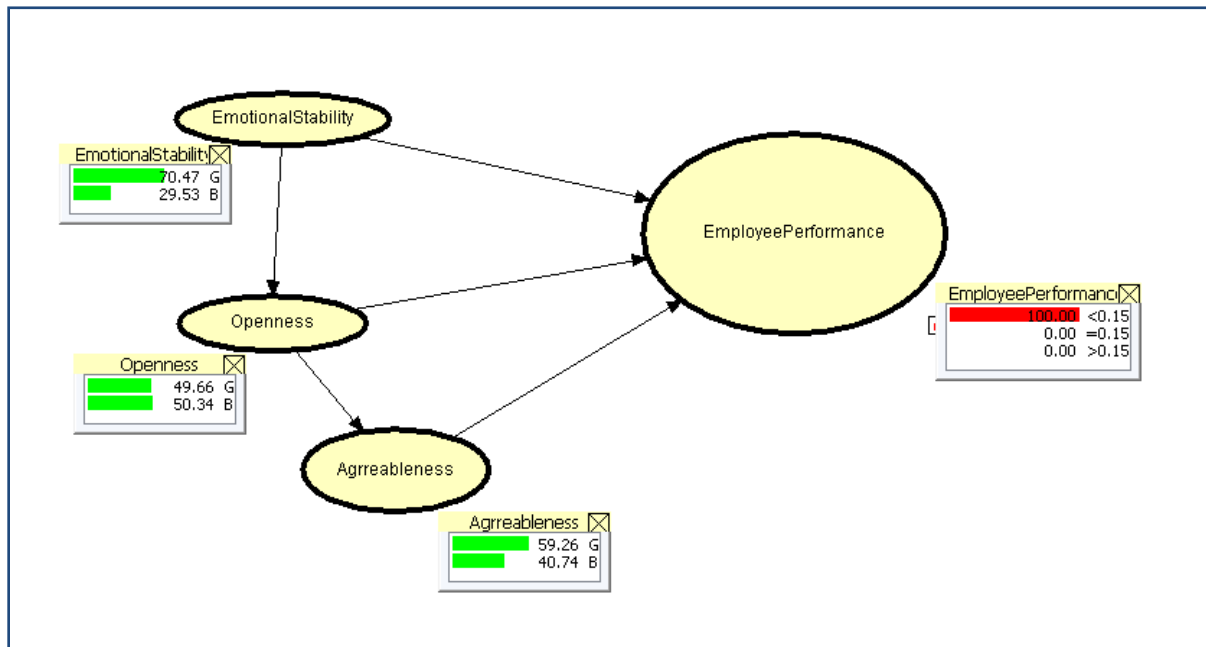 EmotionalStability
EmotionalStability
70.47 G
29.53 B
EmployeePerformance
EmployeePerformance
100.00 <0.15
0.00 =0.15
0.00 >0.15
Openness
Openness
49.66 G
50.34 B
Agrreableness
Agrreableness
59.26 G
40.74 B